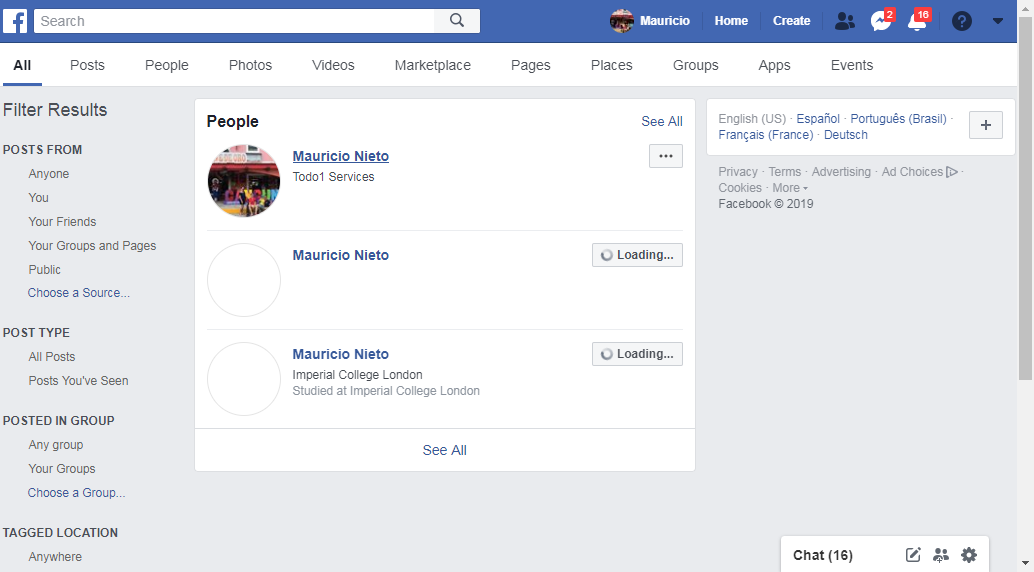 f
Search
Mauricio
Home
Create
2
16
?
All
Posts
People
Photos
Videos
Marketplace
Pages
Places
Groups
Apps
Events
Filter Results
POSTS FROM
Anyone
You
Your Friends
Your Groups and Pages
Public
Choose a Source...
POST TYPE
All Posts
Posts You've Seen
POSTED IN GROUP
Any group
Your Groups
Choose a Group...
TAGGED LOCATION
Anywhere
People
See All
Mauricio Nieto
Todo1 Services
Mauricio Nieto
Loading...
Mauricio Nieto
Loading...
Imperial College London
Studied at Imperial College London
See All
English (US) · Español · Português (Brasil) ·
Français (France) · Deutsch
Privacy · Terms · Advertising · Ad Choices ·
Cookies · More
Facebook © 2019
Chat (16)